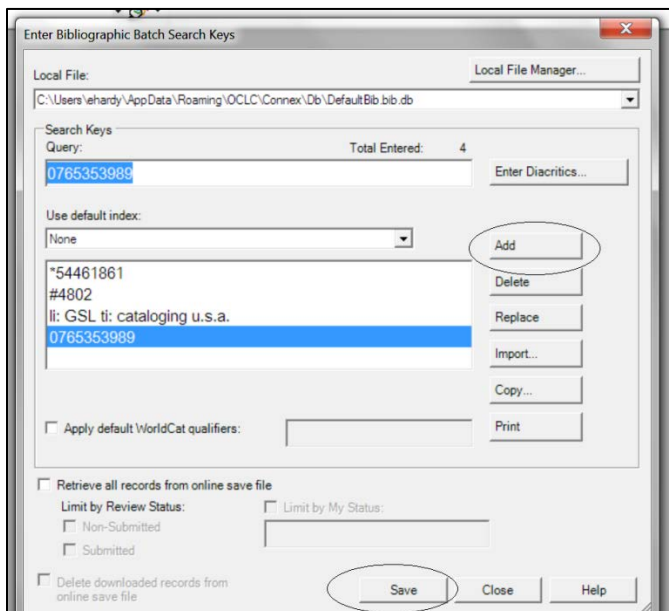 Enter Bibliographic Batch Search Keys
Local File:
Local File Manager...
C:\Users\ehardy\AppData\Roaming\OCLC\Connex\Db\DefaultBib.bib.db
Search Keys
Query:
Total Entered: 4
0765353989
Enter Diacritics...
Use default index:
None
Add
*54461861
#4802
li: GSL ti: cataloging u.s.a.
0765353989
Delete
Replace
Import...
Copy...
Print
Apply default WorldCat qualifiers:
Retrieve all records from online save file
Limit by Review Status:
Limit by My Status:
Non-Submitted
Submitted
Delete downloaded records from
online save file
Save
Close
Help